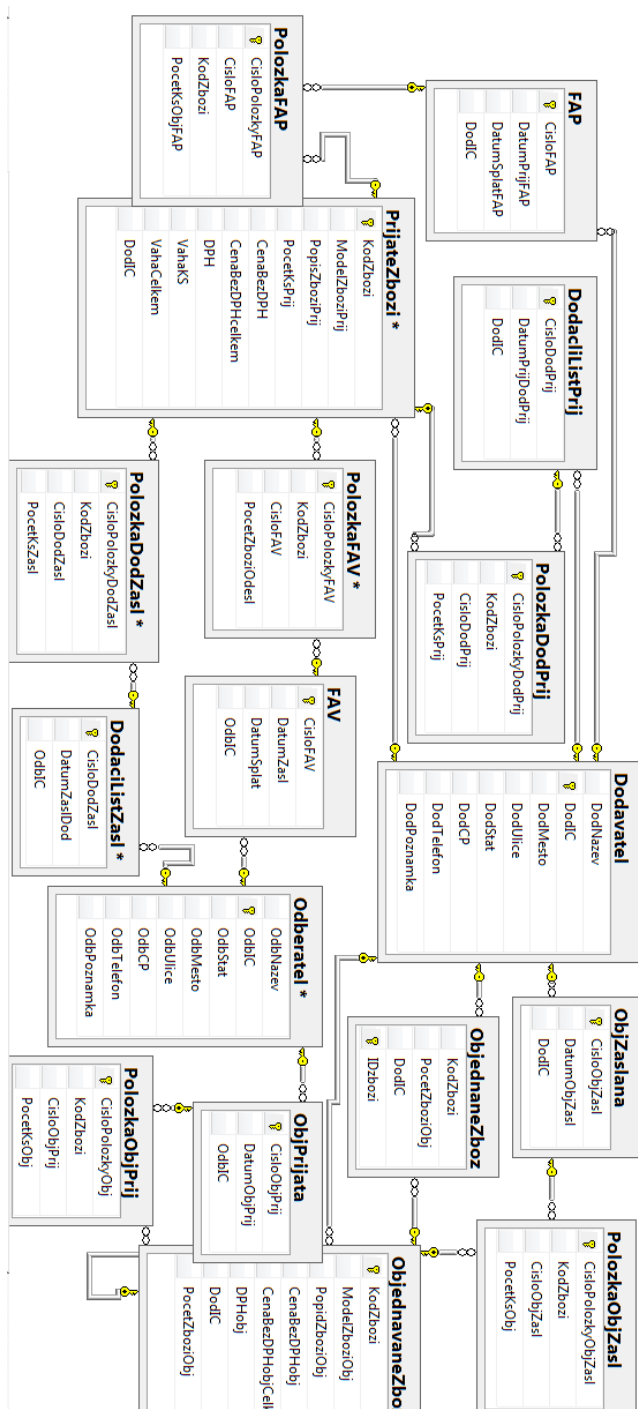 FAP
CisloFAP
DatumPrijFAP
DatumSplatFAP
DodIC
PolozkaFAP
CisloPolozkyFAP
CisloFAP
KodZbozi
PocetKsObjFAP
PrijateZbozi *
KodZbozi
ModelZboziPrij
PopisZboziPrij
PocetKsPrij
CenaBezDPH
CenaBezDPHcelkem
DPH
VahaKS
VahaCelkem
DodIC
DodacliListPrij
CisloDodPrij
DatumPrijDodPrij
DodIC
PolozkaDodPrij
CisloPolozkyDodPrij
KodZbozi
CisloDodPrij
PocetKsPrij
PolozkaFAV *
CisloPolozkyFAV
KodZbozi
CisloFAV
PocetZboziOdesl
PolozkaDodZasl *
CisloPolozkyDodZasl
KodZbozi
CisloDodZasl
PocetKsZasl
FAV
CisloFAV
DatumZasl
DatumSplat
OdbIC
DodaciListZasl *
CisloDodZasl
DatumZaslDod
OdbIC
Dodavatel
DodNazev
DodIC
DodMesto
DodUlice
DodStat
DodCP
DodTelefon
DodPoznamka
Odberatel *
OdbNazev
OdbIC
OdbStat
OdbMesto
OdbUlice
OdbCP
OdbTelefon
OdbPoznamka
ObjZaslana
CisloObjZasl
DatumObjZasl
DodIC
ObjednaneZboz
KodZbozi
PocetZboziObj
DodIC
IDzbozi
ObjPrijata
CisloObjPrij
DatumObjPrij
OdbIC
PolozkaObjPrij
CisloPolozkyObj
KodZbozi
CisloObjPrij
PocetKsObj
PolozkaObjZasl
CisloPolozkyObjZasl
KodZbozi
CisloObjZasl
PocetKsObj
ObjednavaneZbo
KodZbozi
ModelZboziObj
PopidZboziObj
CenaBezDPHobj
CenaBezDPHobjCelk
DPHobj
DodIC
PocetZboziObj